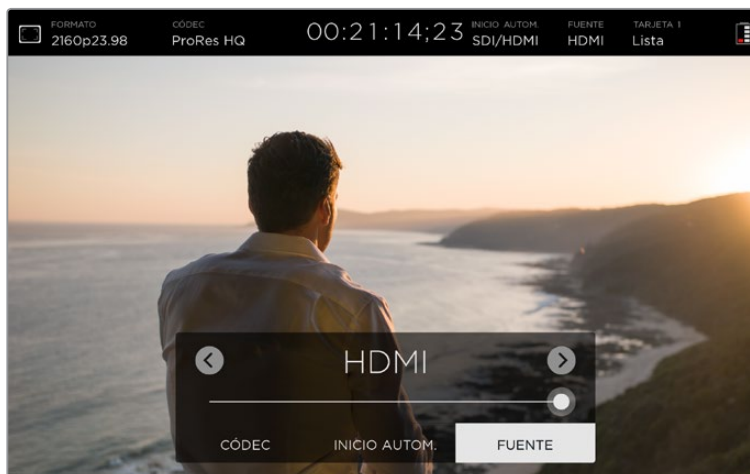 FORMATO
2160p23.98
CÓDEC
ProRes HQ
00:21:14;23
INICIO AUTOM.
SDI/HDMI
FUENTE
HDMI
TARJETA 1
Lista
HDMI
CÓDEC
INICIO AUTOM.
FUENTE